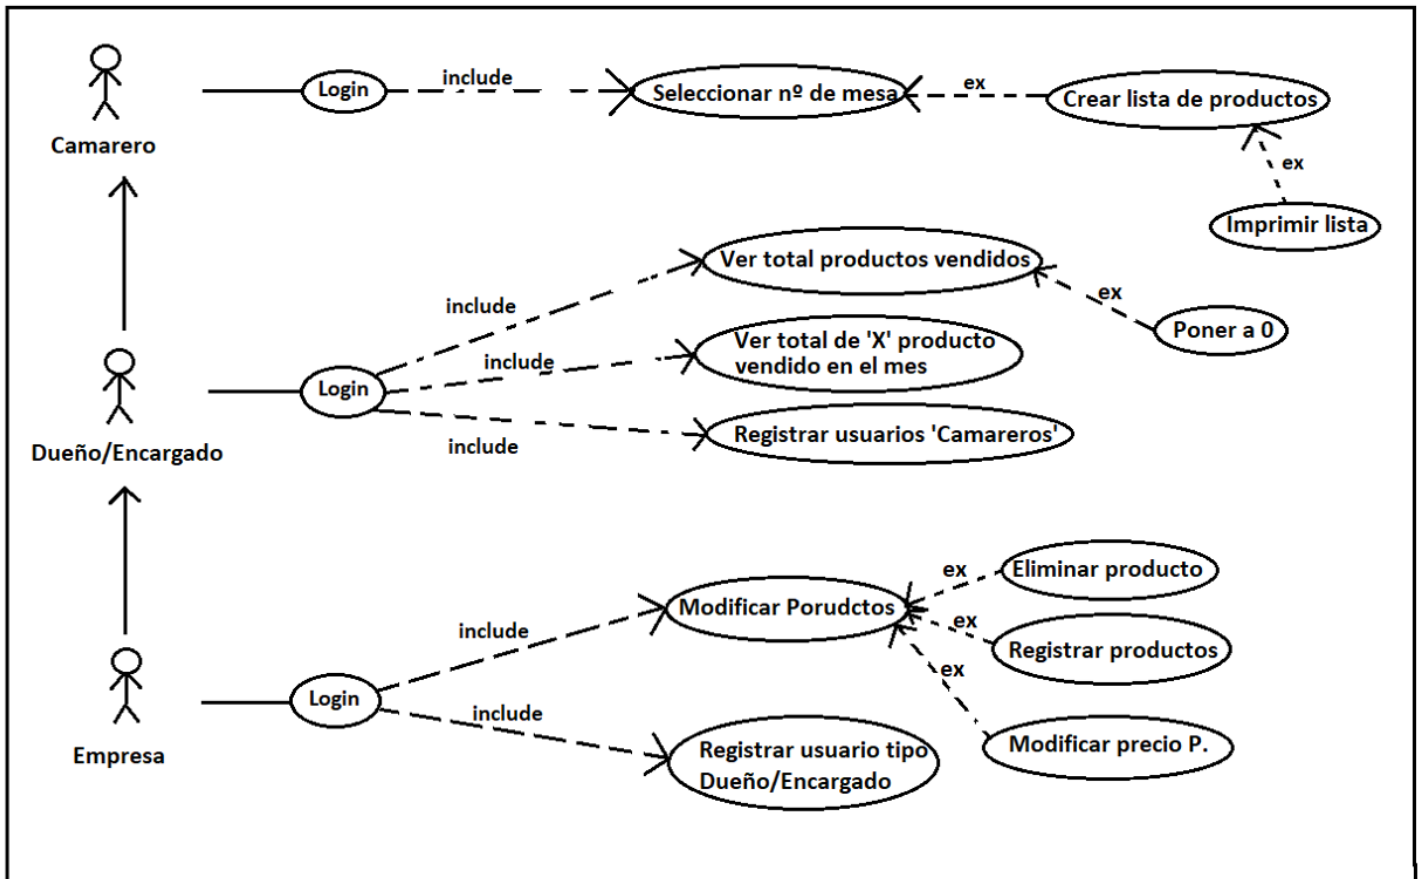 Login
include
Seleccionar nº de mesa
ex
Crear lista de productos
Camarero
ex
Imprimir lista
Ver total productos vendidos
include
ex
Poner a 0
Ver total de 'X' producto
vendido en el mes
include
Login
Registrar usuarios 'Camareros'
include
Dueño/Encargado
Eliminar producto
ex
Modificar Porudctos
ex
include
Registrar productos
ex
Login
include
Modificar precio P.
Registrar usuario tipo
Dueño/Encargado
Empresa